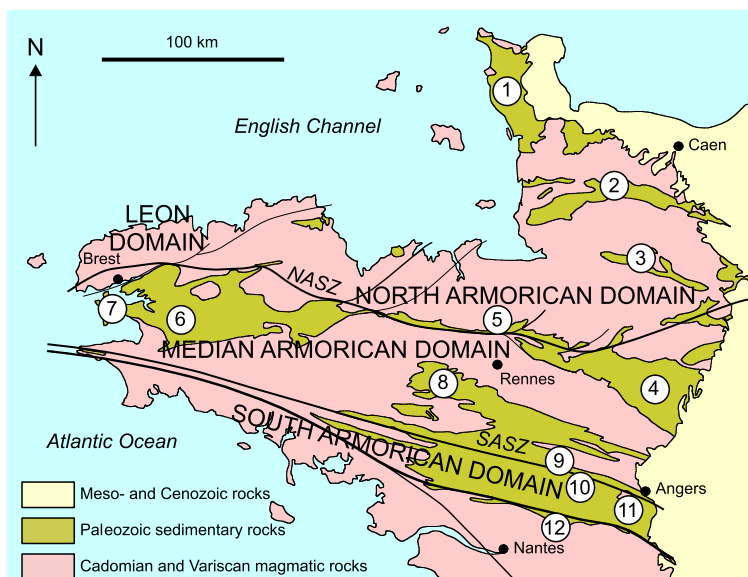 100 km
N
1
English Channel
Caen
2
LEON
DOMAIN
Brest
3
NASZ
NORTH ARMORICAN DOMAIN
7
6
5
MEDIAN ARMORICAN DOMAIN
Rennes
8
4
SOUTH ARMORICAN DOMAIN
SASZ
Atlantic Ocean
9
10
Angers
11
12
Nantes
Meso- and Cenozoic rocks
Paleozoic sedimentary rocks
Cadomian and Variscan magmatic rocks